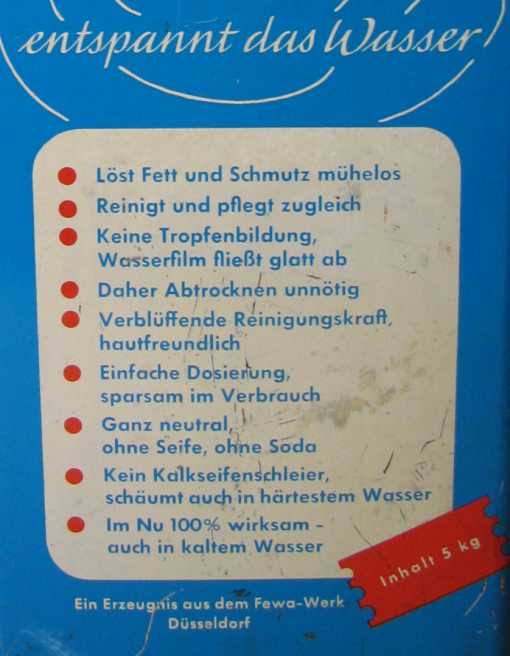 entspannt das Wasser
Löst Fett und Schmutz mühelos
Reinigt und pflegt zugleich
Keine Tropfenbildung,
Wasserfilm fließt glatt ab
Daher Abtrocknen unnötig
Verblüffende Reinigungskraft,
hautfreundlich
Einfache Dosierung,
sparsam im Verbrauch
Ganz neutral,
ohne Seife, ohne Soda
Kein Kalkseifenschleier,
schäumt auch in härtestem Wasser
Im Nu 100% wirksam -
auch in kaltem Wasser
Inhalt 5 kg
Ein Erzeugnis aus dem Fewa-Werk
Düsseldorf